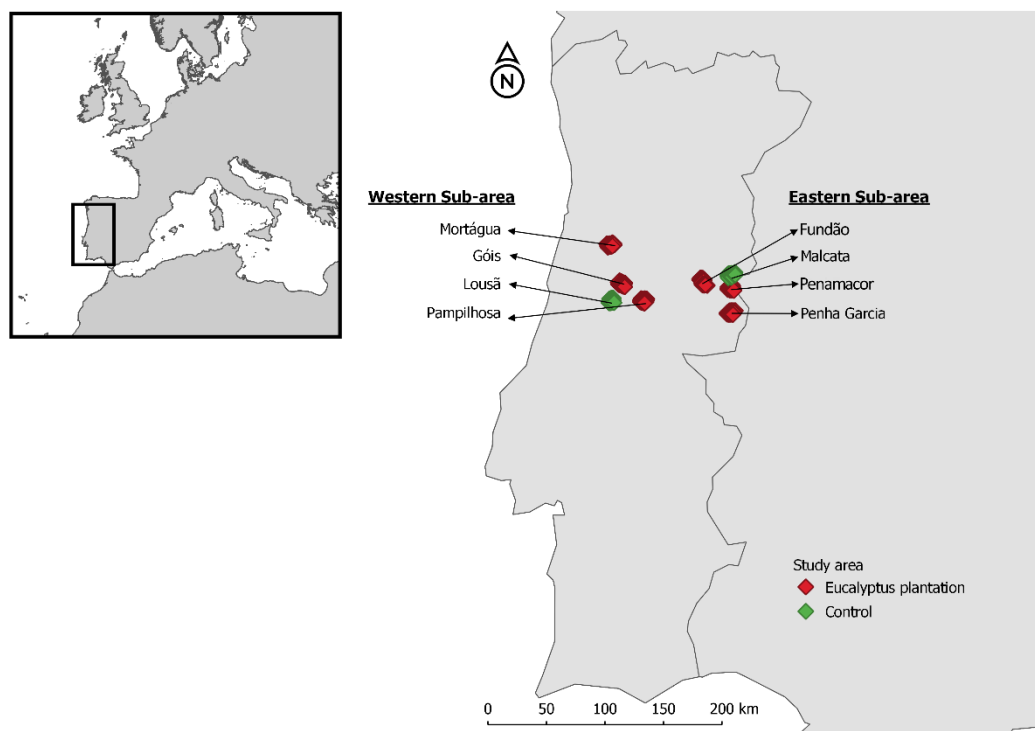 N
Western Sub-area
Mortágua
Góis
Lousã
Pampilhosa
Eastern Sub-area
Fundão
Malcata
Penamacor
Penha Garcia
Study area
Eucalyptus plantation
Control
0 50 100 150 200 km